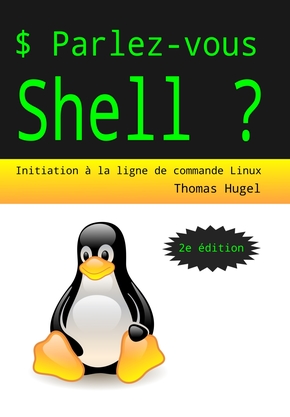 $ Parlez-vous
Shell ?
Initiation à la ligne de commande Linux
Thomas Hugel
2e édition